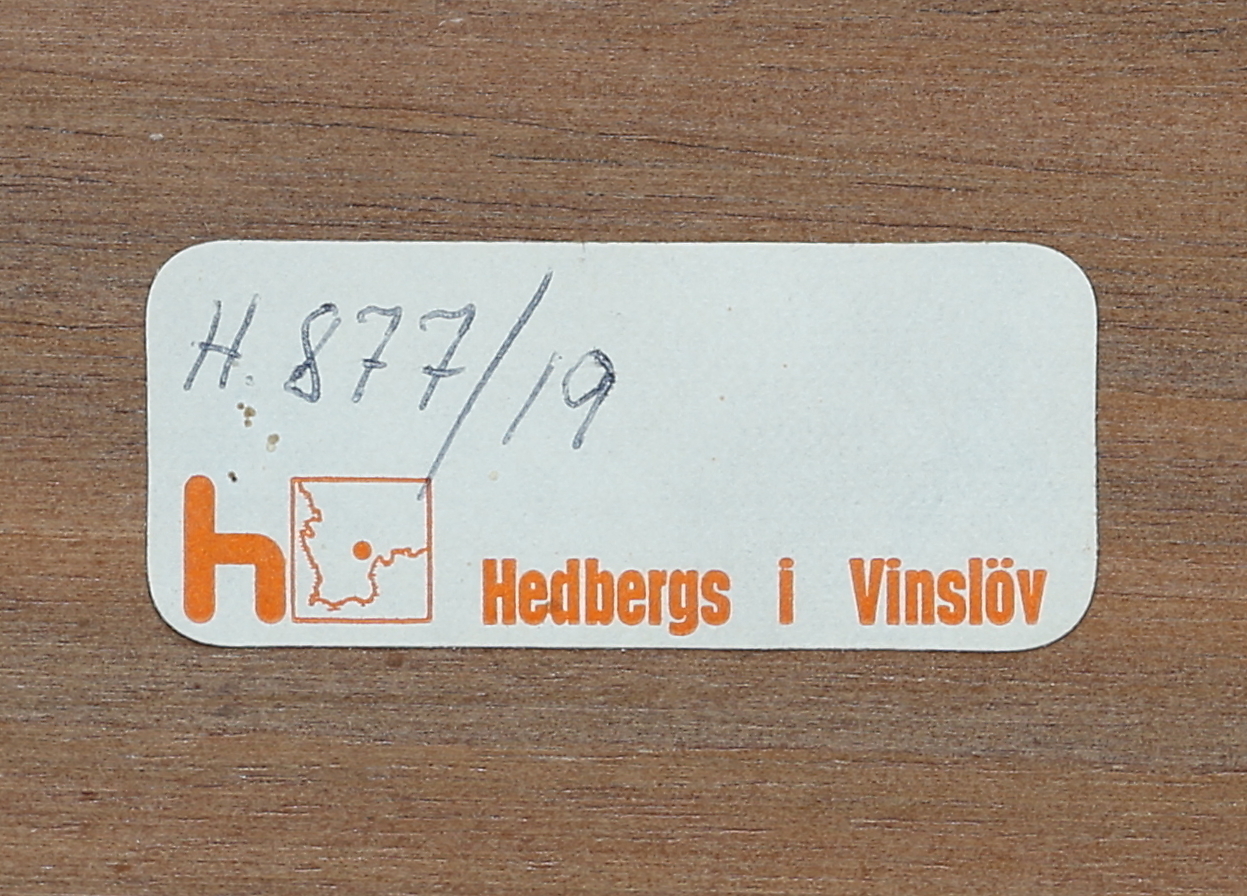 H. 877/19
h Hedbergs i Vinslöv